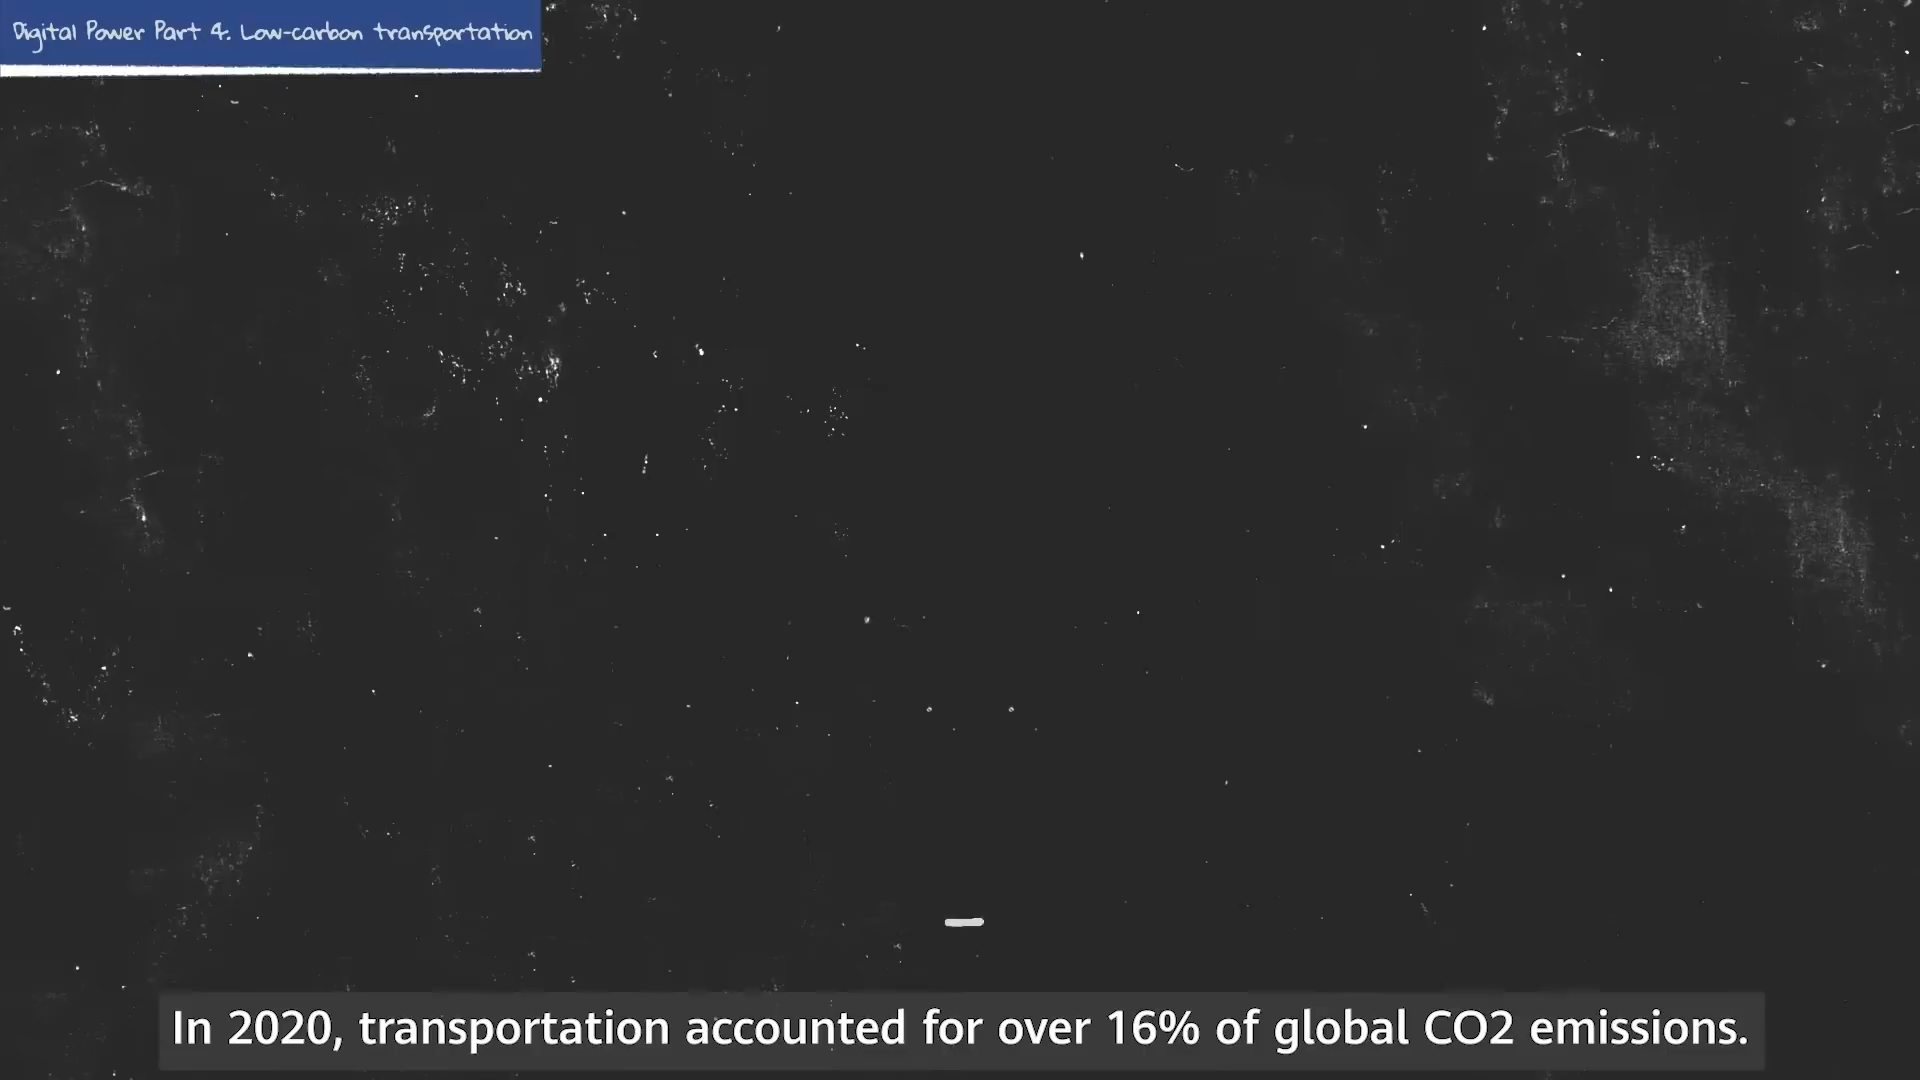 Digital Power Part 4. Low-carbon transportation
In 2020, transportation accounted for over 16% of global CO2 emissions.